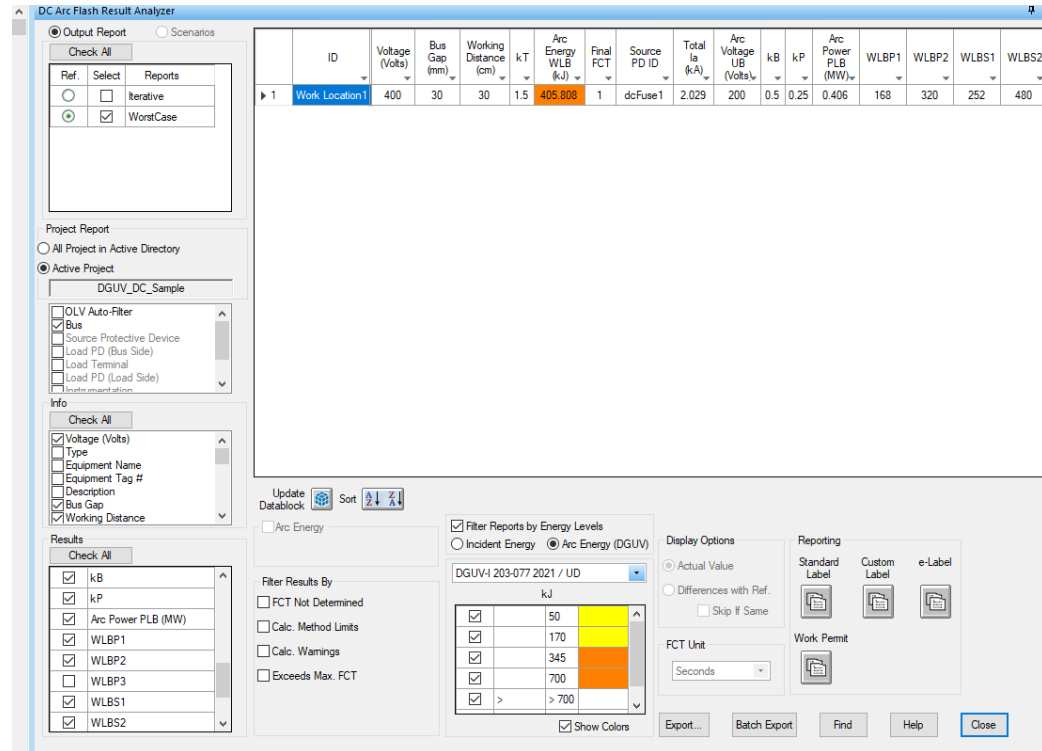 DC Arc Flash Result Analyzer
Output Report Scenarios
Check All
Ref. Select Reports
Iterative
WorstCase
Project Report
All Project in Active Directory
Active Project
DGUV_DC_Sample
OLV Auto-Filter
Bus
Source Protective Device
Load PD (Bus Side)
Load Terminal
Load PD (Load Side)
Instrumentation
Info
Check All
Voltage (Volts)
Type
Equipment Name
Equipment Tag #
Description
Bus Gap
Working Distance
Results
Check All
kB
kP
Arc Power PLB (MW)
WLBP1
WLBP2
WLBP3
WLBS1
WLBS2
ID
Voltage
(Volts)
Bus
Gap
(mm)
Working
Distance
(cm)
kT
Arc
Energy
WLB
(kJ)
Final
FCT
Source
PD ID
Total
Ia
(kA)
Arc
Voltage
UB
(Volts)
kB
kP
Arc
Power
PLB
(MW)
WLBP1
WLBP2
WLBS1
WLBS2
1 Work Location1 400 30 30 1.5 405.808 1 dcFuse1 2.029 200 0.5 0.25 0.406 168 320 252 480
Update
Datablock
Sort
A
Z
Z
A
Arc Energy
Filter Results By
FCT Not Determined
Calc. Method Limits
Calc. Warnings
Exceeds Max. FCT
Filter Reports by Energy Levels
Incident Energy Arc Energy (DGUV)
DGUV-I 203-077 2021 / UD
kJ
50
170
345
700
> > 700
Show Colors
Display Options
Actual Value
Differences with Ref.
Skip If Same
FCT Unit
Seconds
Reporting
Standard
Label
Custom
Label
e-Label
Work Permit
Export... Batch Export Find Help Close